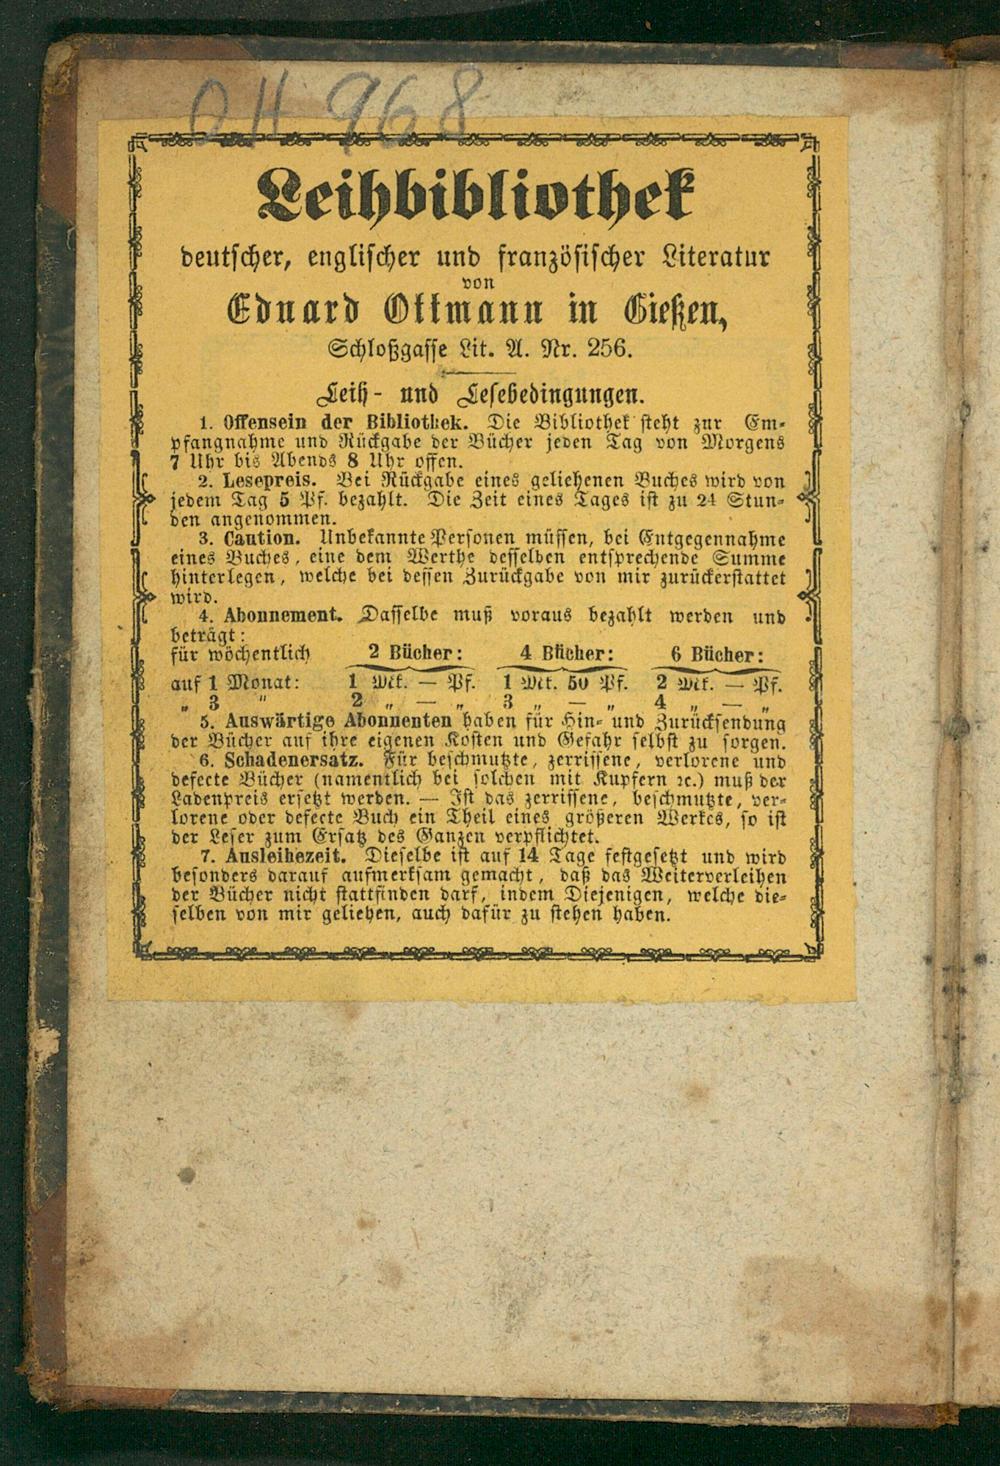 OH 968
Leihbibliothek
deutscher, englischer und französischer Literatur
von
Eduard Ottmann in Gießen,
Schloßgasse Lit. A. Nr. 256.
Leih- und Lesebedingungen.
1. Offensein der Bibliothek. Die Bibliothek steht zur Em-
pfangnahme und Rückgabe der Bücher jeden Tag von Morgens
7 Uhr bis Abends 8 Uhr offen.
2. Lesepreis. Bei Rückgabe eines geliehenen Buches wird von
jedem Tag 5 Pf. bezahlt. Die Zeit eines Tages ist zu 24 Stun-
den angenommen.
3. Caution. Unbekannte Personen müssen, bei Entgegennahme
eines Buches, eine dem Werthe desselben entsprechende Summe
hinterlegen, welche bei dessen Zurückgabe von mir zurückerstattet
wird.
4. Abonnement. Dasselbe muß voraus bezahlt werden und
beträgt:
für wöchentlich 2 Bücher: 4 Bücher: 6 Bücher:
auf 1 Monat: 1 Mk. — Pf. 1 Mk. 50 Pf. 2 Mk. — Pf.
„ 3 „ 2 „ — „ 3 „ — „ 4 „ — „
5. Auswärtige Abonnenten haben für Hin- und Zurücksendung
der Bücher auf ihre eigenen Kosten und Gefahr selbst zu sorgen.
6. Schadenersatz. Für beschmutzte, zerrissene, verlorene und
defecte Bücher (namentlich bei solchen mit Kupfern ꝛc.) muß der
Ladenpreis ersetzt werden. — Ist das zerrissene, beschmutzte, ver-
lorene oder defecte Buch ein Theil eines größeren Werkes, so ist
der Leser zum Ersatz des Ganzen verpflichtet.
7. Ausleihezeit. Dieselbe ist auf 14 Tage festgesetzt und wird
besonders darauf aufmerksam gemacht, daß das Weiterverleihen
der Bücher nicht stattfinden darf, indem Diejenigen, welche die-
selben von mir geliehen, auch dafür zu stehen haben.